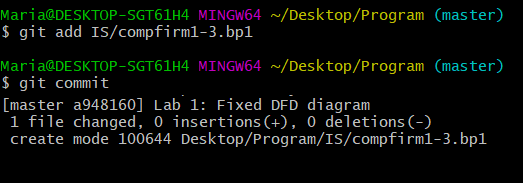 Maria@DESKTOP-SGT61H4 MINGW64 ~/Desktop/Program (master)
$ git add IS/compfirm1-3.bp1
Maria@DESKTOP-SGT61H4 MINGW64 ~/Desktop/Program (master)
$ git commit
[master a948160] Lab 1: Fixed DFD diagram
1 file changed, 0 insertions(+), 0 deletions(-)
create mode 100644 Desktop/Program/IS/compfirm1-3.bp1